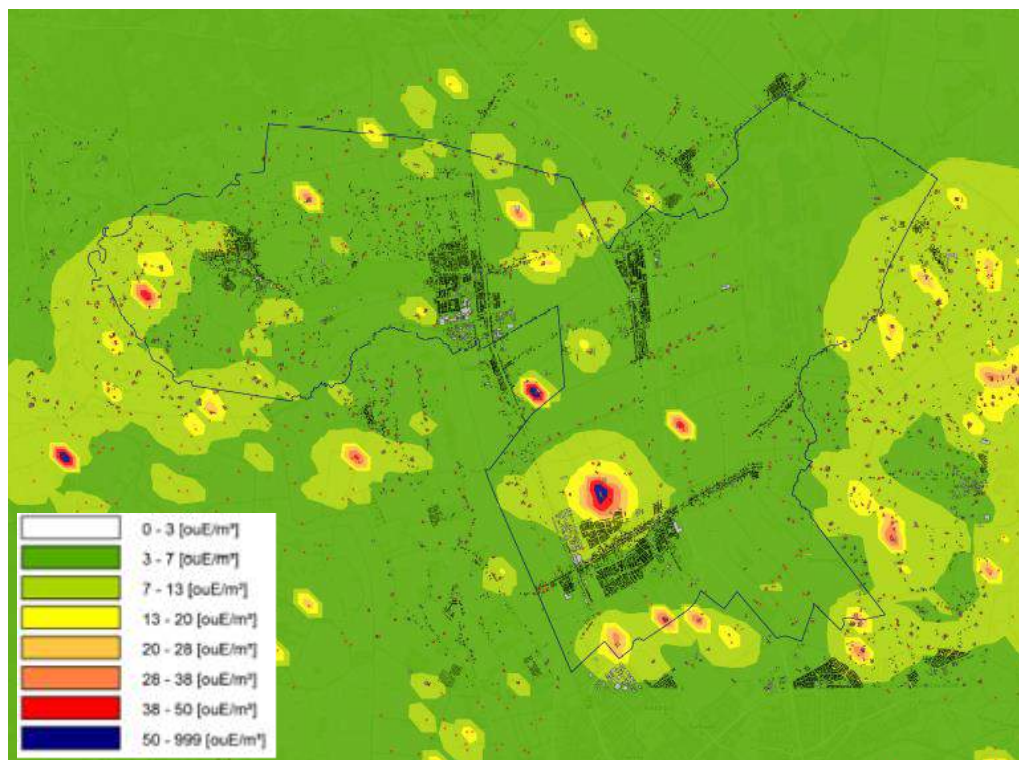 0 - 3 [ouE/m³]
3 - 7 [ouE/m³]
7 - 13 [ouE/m³]
13 - 20 [ouE/m³]
20 - 28 [ouE/m³]
28 - 38 [ouE/m³]
38 - 50 [ouE/m³]
50 - 999 [ouE/m³]